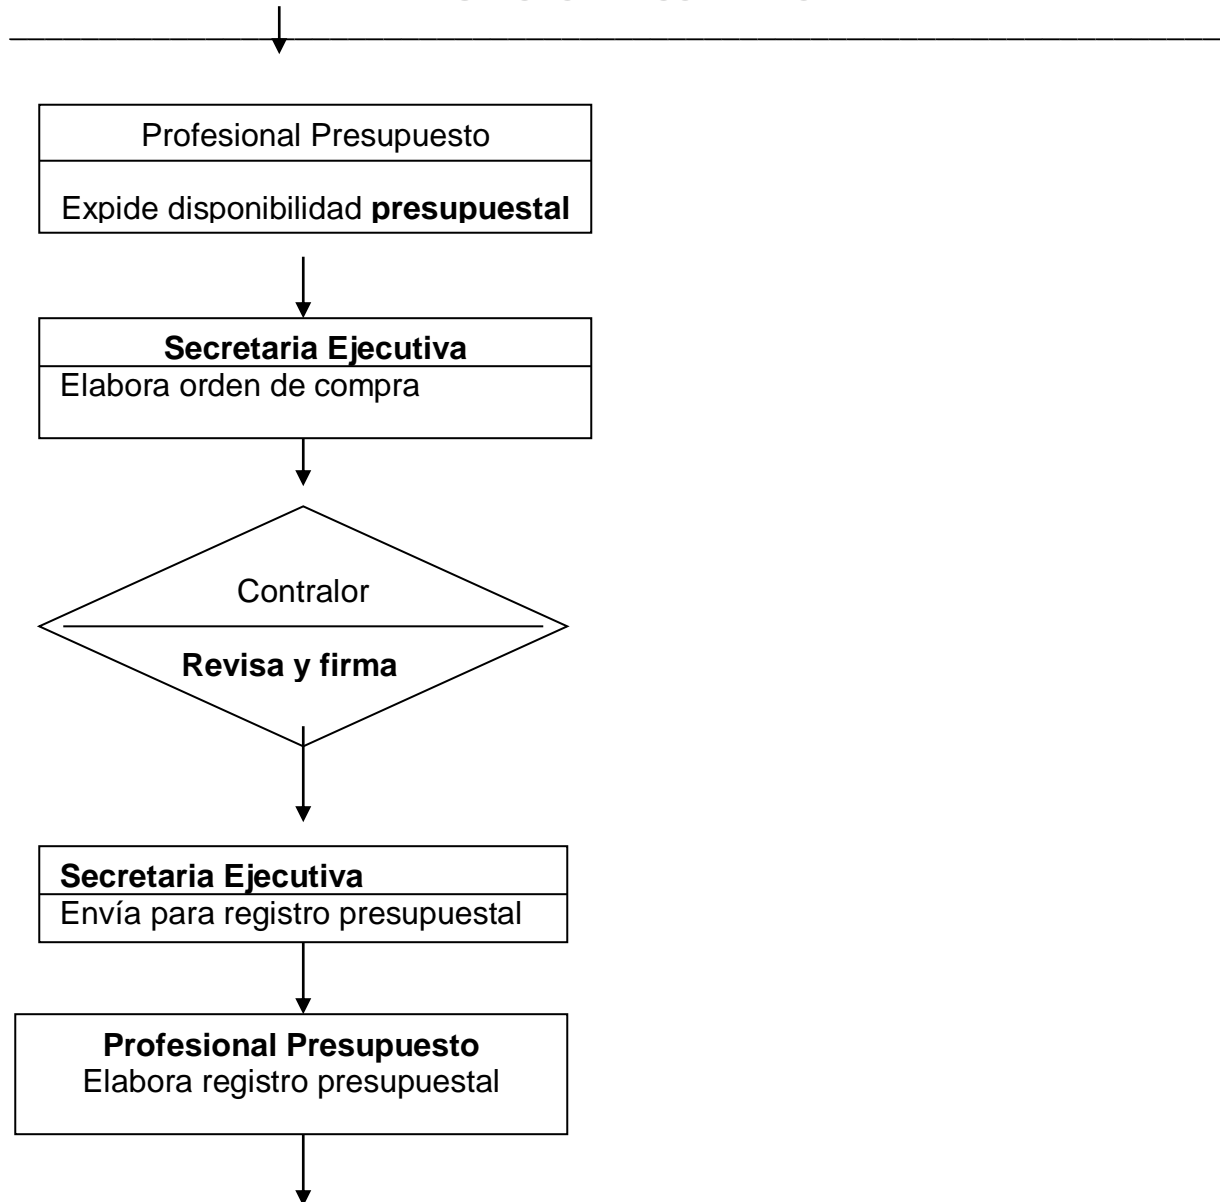 Profesional Presupuesto
Expide disponibilidad presupuestal
Secretaria Ejecutiva
Elabora orden de compra
Contralor
Revisa y firma
Secretaria Ejecutiva
Envía para registro presupuestal
Profesional Presupuesto
Elabora registro presupuestal